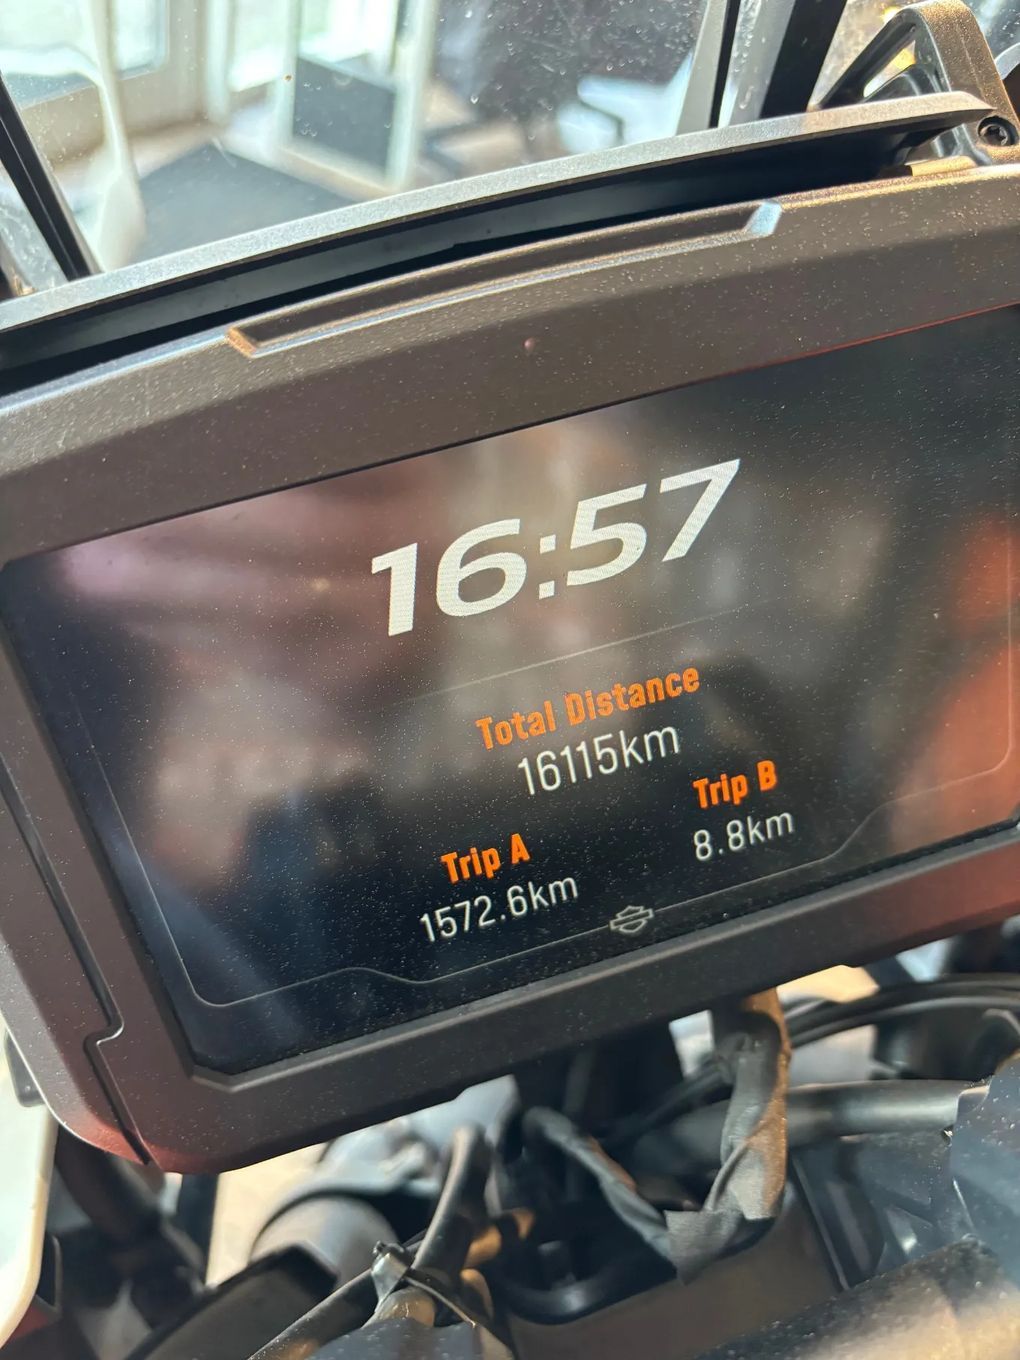 16:57
Total Distance
16115km
Trip A
1572.6km
Trip B
8.8km